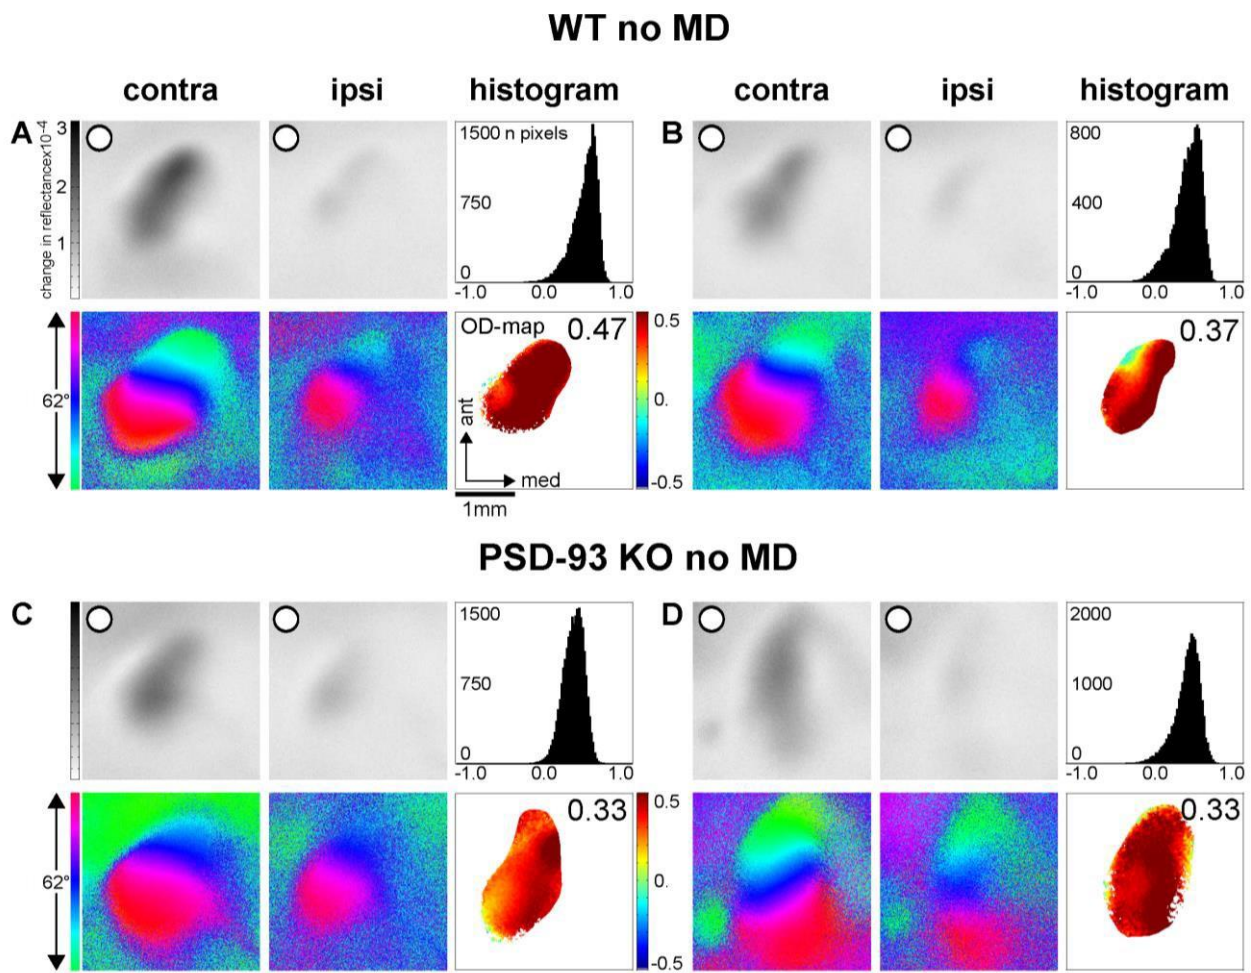 WT no MD
contra ipsi histogram contra ipsi histogram
A
change in reflectancex10-4
3
2
1
1500 n pixels
750
0
-1.0 0.0 1.0
B
800
400
0
-1.0 0.0 1.0
62°
OD-map 0.47
ant
med
1mm
0.5
0.
-0.5
0.37
PSD-93 KO no MD
C
1500
750
0
-1.0 0.0 1.0
D
2000
1000
0
-1.0 0.0 1.0
62°
0.33
0.5
0.
-0.5
0.33